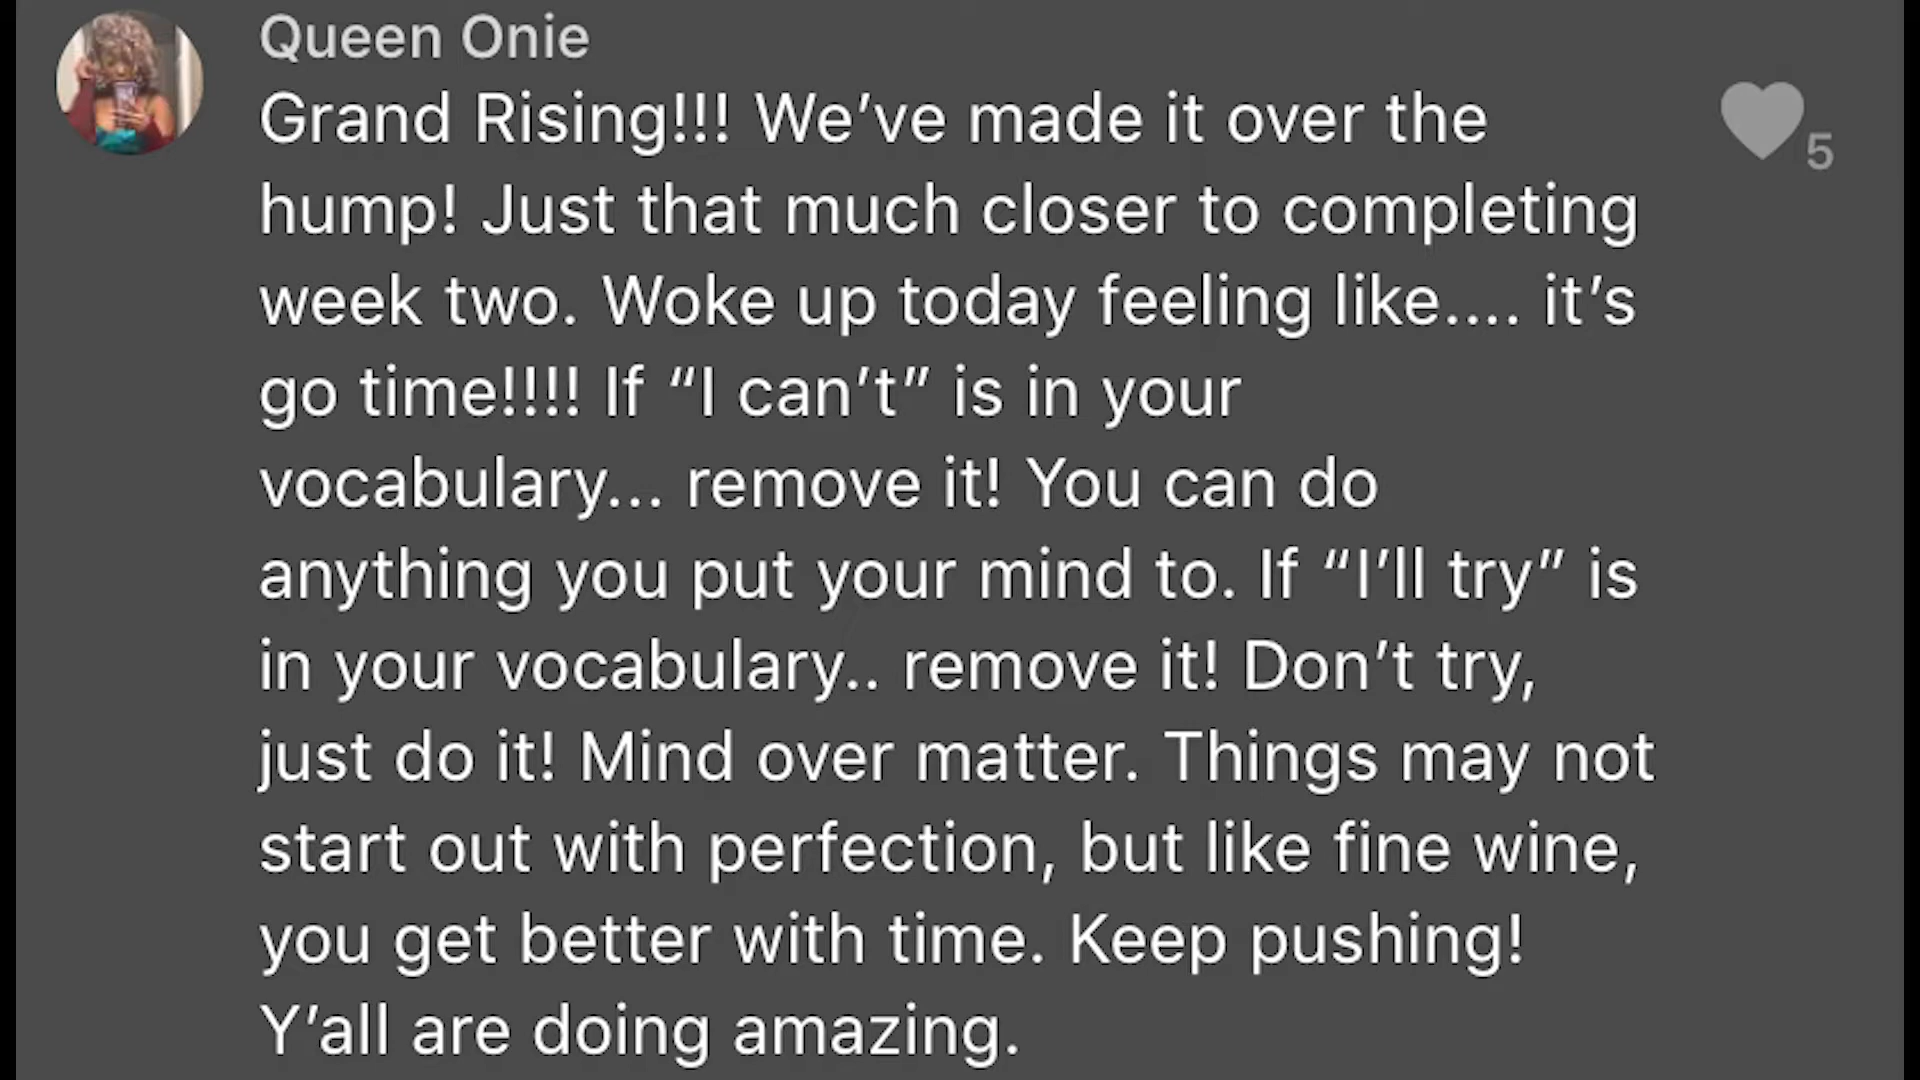 Queen Onie
Grand Rising!!! We’ve made it over the
hump! Just that much closer to completing
week two. Woke up today feeling like.... it’s
go time!!!! If “I can’t” is in your
vocabulary... remove it! You can do
anything you put your mind to. If “I’ll try” is
in your vocabulary.. remove it! Don’t try,
just do it! Mind over matter. Things may not
start out with perfection, but like fine wine,
you get better with time. Keep pushing!
Y’all are doing amazing.
5